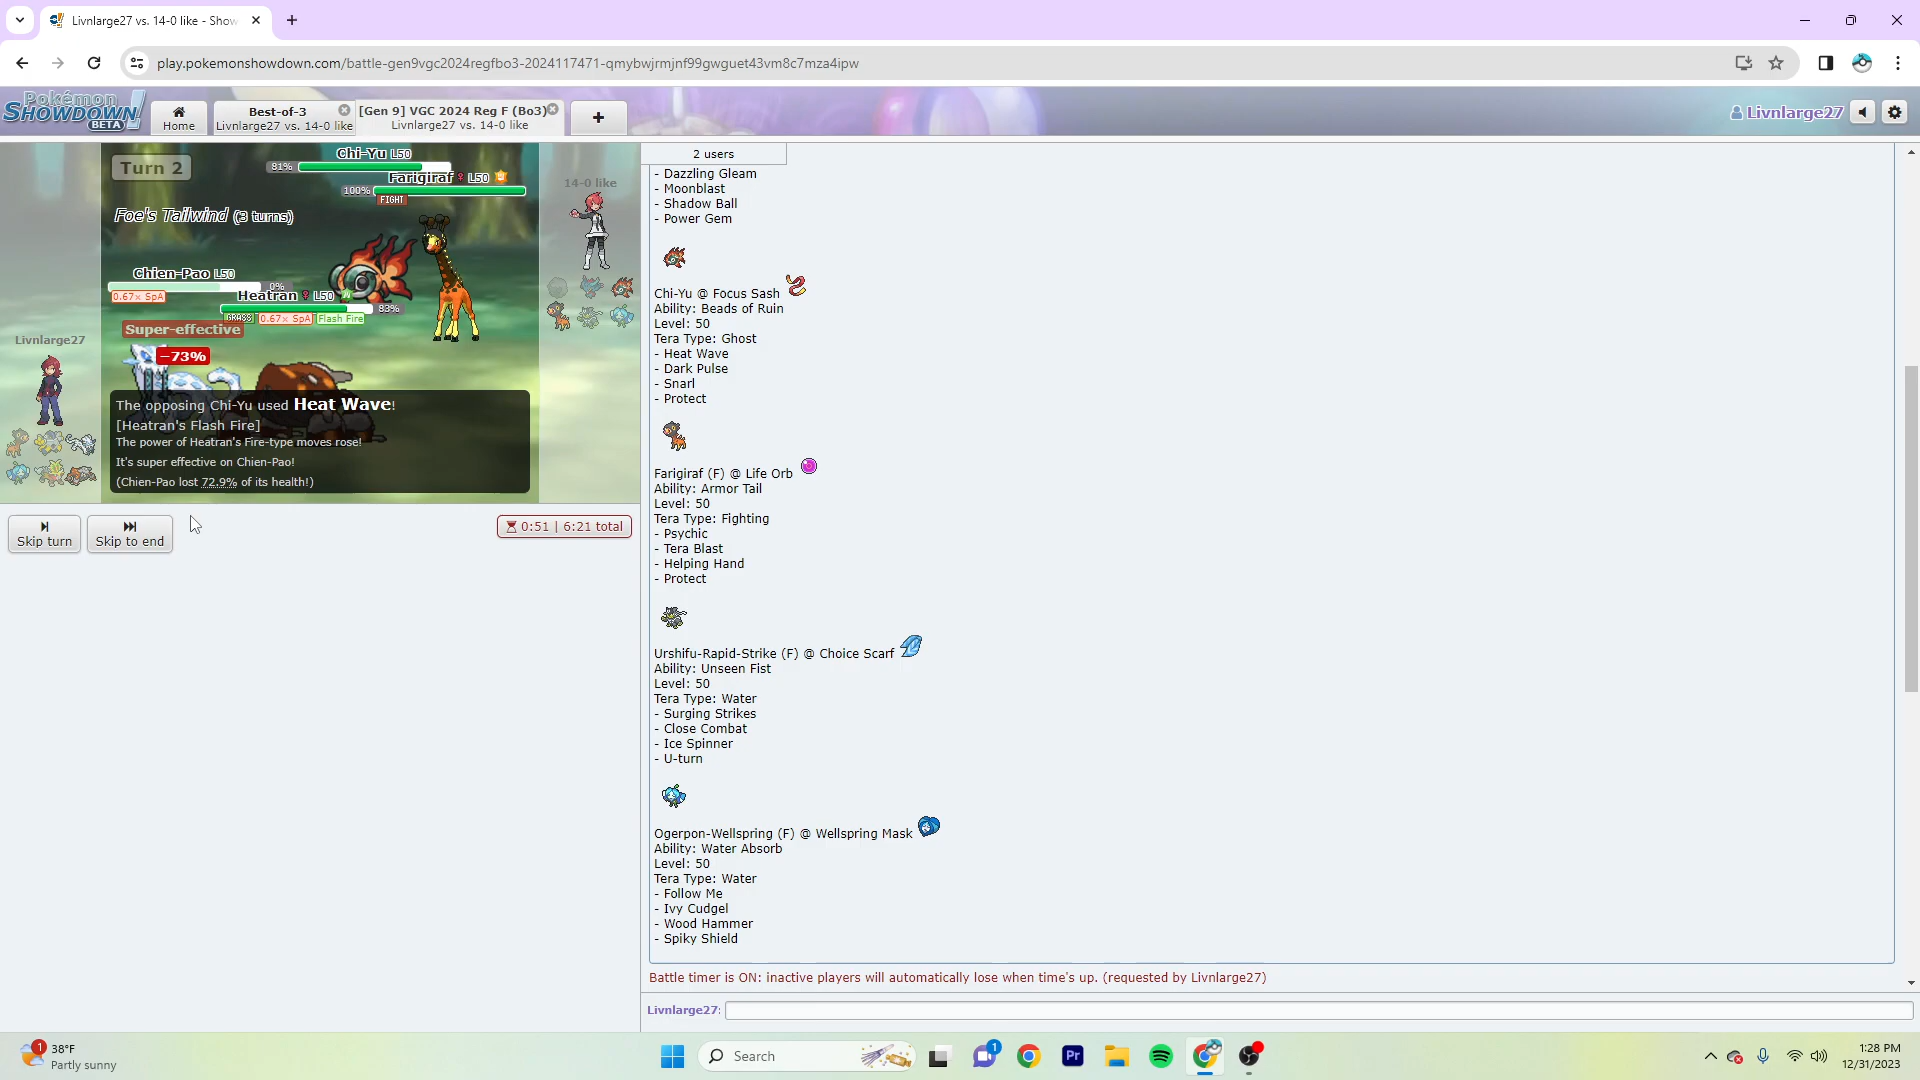 Livnlarge27 vs. 14-0 like - Show
play.pokemonshowdown.com/battle-gen9vgc2024regfbo3-2024117471-qmybwjrmjnf99gwguet43vm8c7mza4ipw
Pokémon
SHOWDOWN!
BETA
Home
Best-of-3
Livnlarge27 vs. 14-0 like
[Gen 9] VGC 2024 Reg F (Bo3)
Livnlarge27 vs. 14-0 like
+
Livnlarge27
Turn 2
Chi-Yu L50
81%
Farigiraf L50
100%
FIGHT
Foe's Tailwind (3 turns)
14-0 like
Chien-Pao L50
0%
0.67× SpA
Heatran L50
83%
GRASS 0.67× SpA Flash Fire
Super-effective
−73%
Livnlarge27
The opposing Chi-Yu used Heat Wave!
[Heatran's Flash Fire]
The power of Heatran's Fire-type moves rose!
It's super effective on Chien-Pao!
(Chien-Pao lost 72.9% of its health!)
Skip turn
Skip to end
0:51 | 6:21 total
2 users
- Dazzling Gleam
- Moonblast
- Shadow Ball
- Power Gem
Chi-Yu @ Focus Sash
Ability: Beads of Ruin
Level: 50
Tera Type: Ghost
- Heat Wave
- Dark Pulse
- Snarl
- Protect
Farigiraf (F) @ Life Orb
Ability: Armor Tail
Level: 50
Tera Type: Fighting
- Psychic
- Tera Blast
- Helping Hand
- Protect
Urshifu-Rapid-Strike (F) @ Choice Scarf
Ability: Unseen Fist
Level: 50
Tera Type: Water
- Surging Strikes
- Close Combat
- Ice Spinner
- U-turn
Ogerpon-Wellspring (F) @ Wellspring Mask
Ability: Water Absorb
Level: 50
Tera Type: Water
- Follow Me
- Ivy Cudgel
- Wood Hammer
- Spiky Shield
Battle timer is ON: inactive players will automatically lose when time's up. (requested by Livnlarge27)
Livnlarge27:
1
38°F
Partly sunny
Search
1
Pr
1:28 PM
12/31/2023